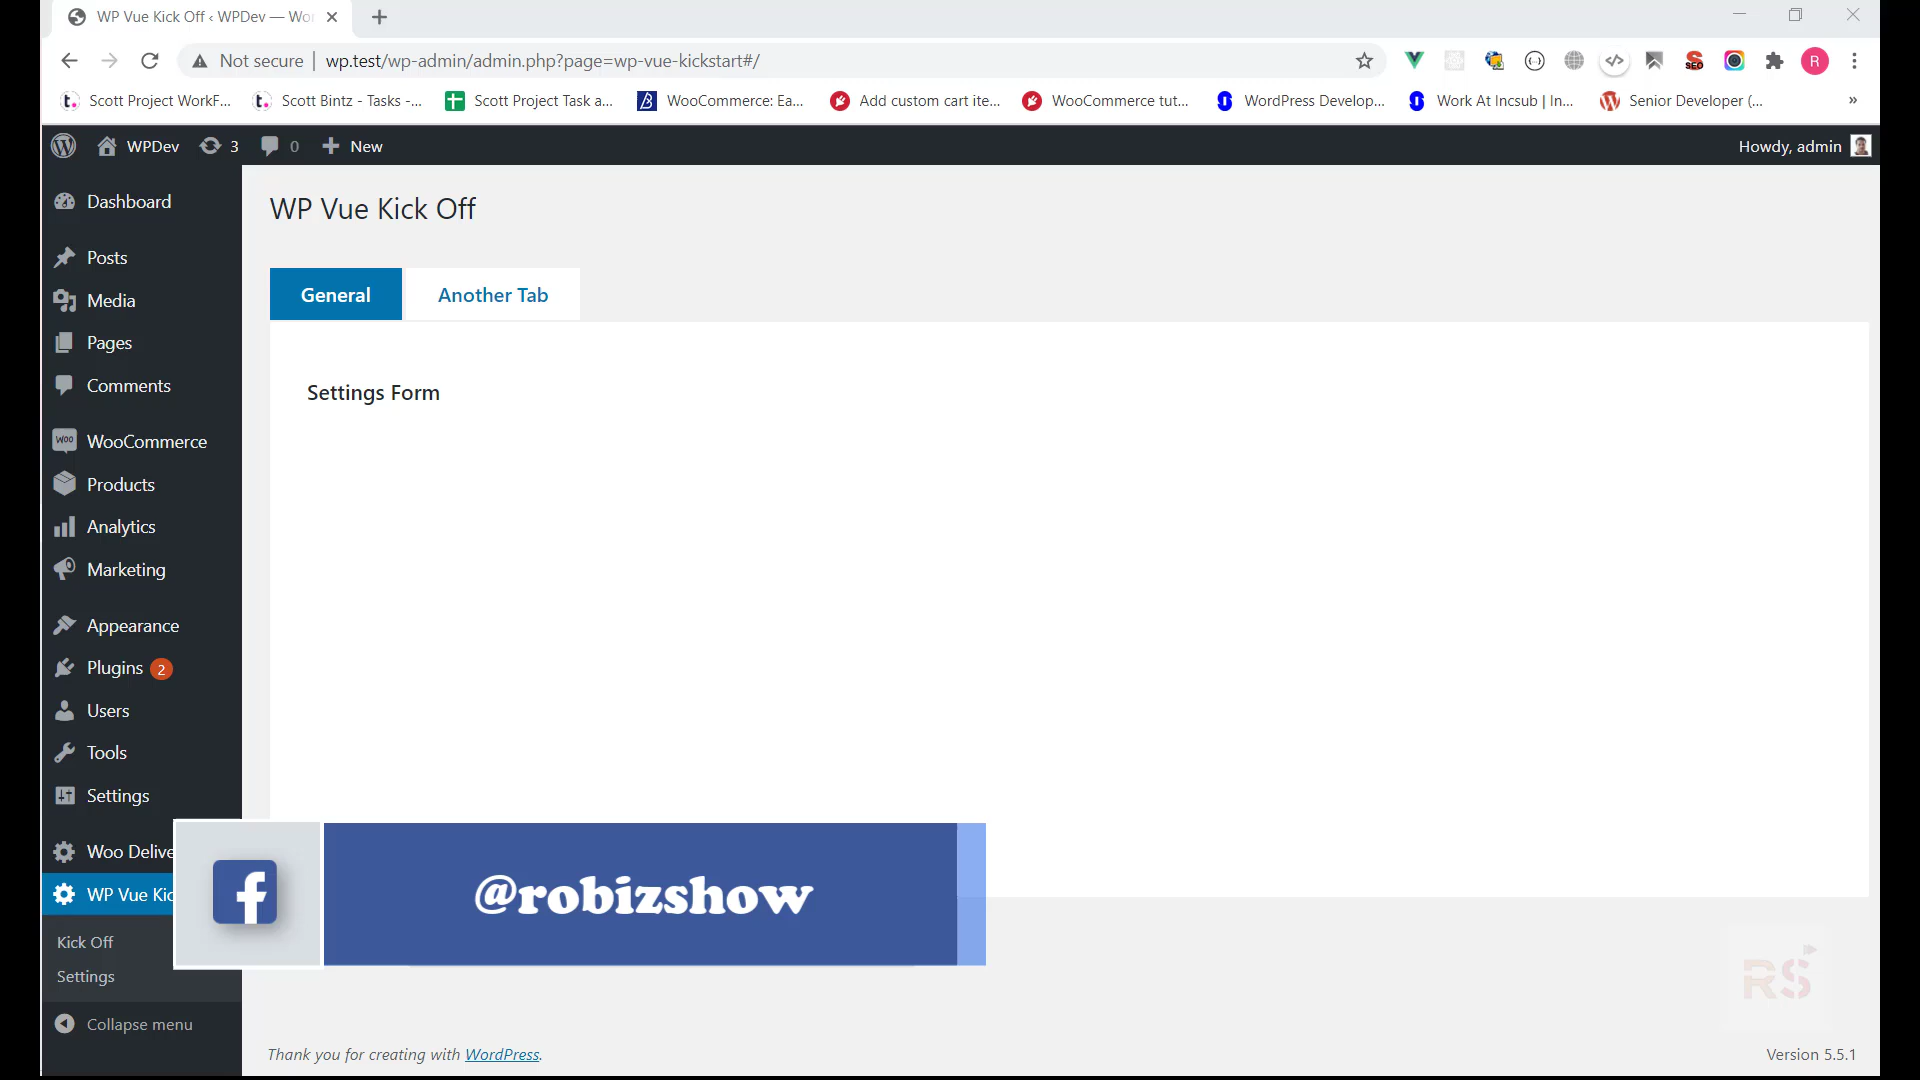 WP Vue Kick Off ‹ WPDev — Wor
Not secure | wp.test/wp-admin/admin.php?page=wp-vue-kickstart#/
R
Scott Project WorkF... Scott Bintz - Tasks -... Scott Project Task a... WooCommerce: Ea... Add custom cart ite... WooCommerce tut... WordPress Develop... Work At Incsub | In... Senior Developer (... »
WPDev 3 0 New Howdy, admin
Dashboard
Posts
Media
Pages
Comments
WooCommerce
Products
Analytics
Marketing
Appearance
Plugins 2
Users
Tools
Settings
Woo Delive
WP Vue Kic
Kick Off
Settings
Collapse menu
WP Vue Kick Off
General Another Tab
Settings Form
@robizshow
RS
Thank you for creating with WordPress.
Version 5.5.1